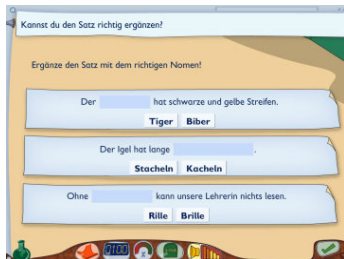 Kannst du den Satz richtig ergänzen?
Ergänze den Satz mit dem richtigen Nomen!
Der hat schwarze und gelbe Streifen.
Tiger Biber
Der Igel hat lange .
Stacheln Kacheln
Ohne kann unsere Lehrerin nichts lesen.
Rille Brille